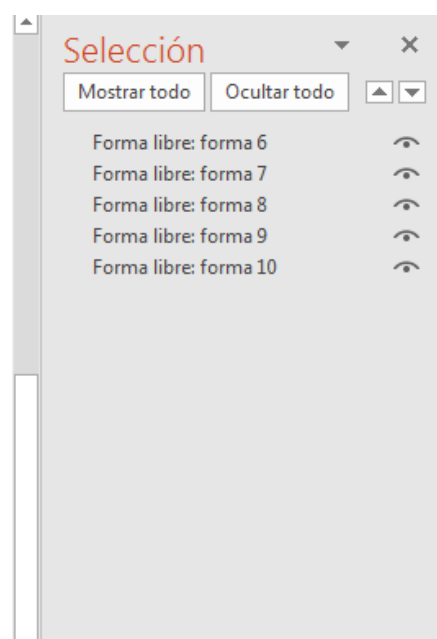 Selección
Mostrar todo Ocultar todo
Forma libre: forma 6
Forma libre: forma 7
Forma libre: forma 8
Forma libre: forma 9
Forma libre: forma 10